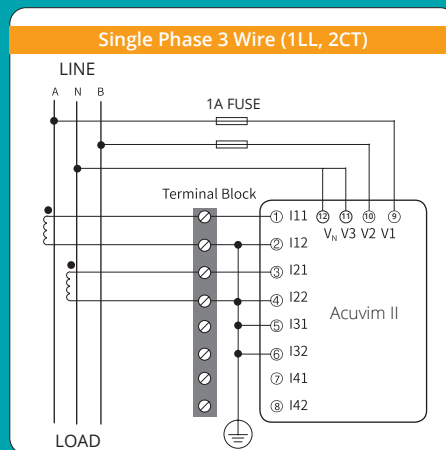 Single Phase 3 Wire (1LL, 2CT)
LINE
A N B
1A FUSE
Terminal Block
1 I11
2 I12
3 I21
4 I22
5 I31
6 I32
7 I41
8 I42
12 11 10 9
VN V3 V2 V1
Acuvim II
LOAD